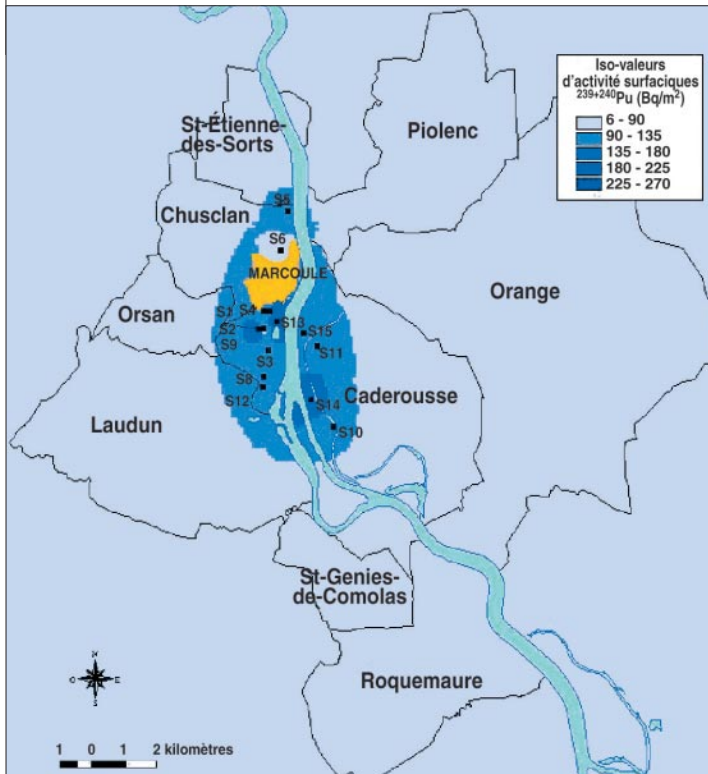 Iso-valeurs
d'activité surfaciques
239+240Pu (Bq/m²)
6 - 90
90 - 135
135 - 180
180 - 225
225 - 270
St-Étienne-
des-Sorts
Piolenc
Chusclan
S5
S6
MARCOULE
Orange
Orsan
S1
S4
S2
S13
S15
S9
S11
S3
S8
S12
Caderousse
S14
Laudun
S10
St-Genies-
de-Comolas
Roquemaure
N
O
E
S
1 0 1 2 kilomètres